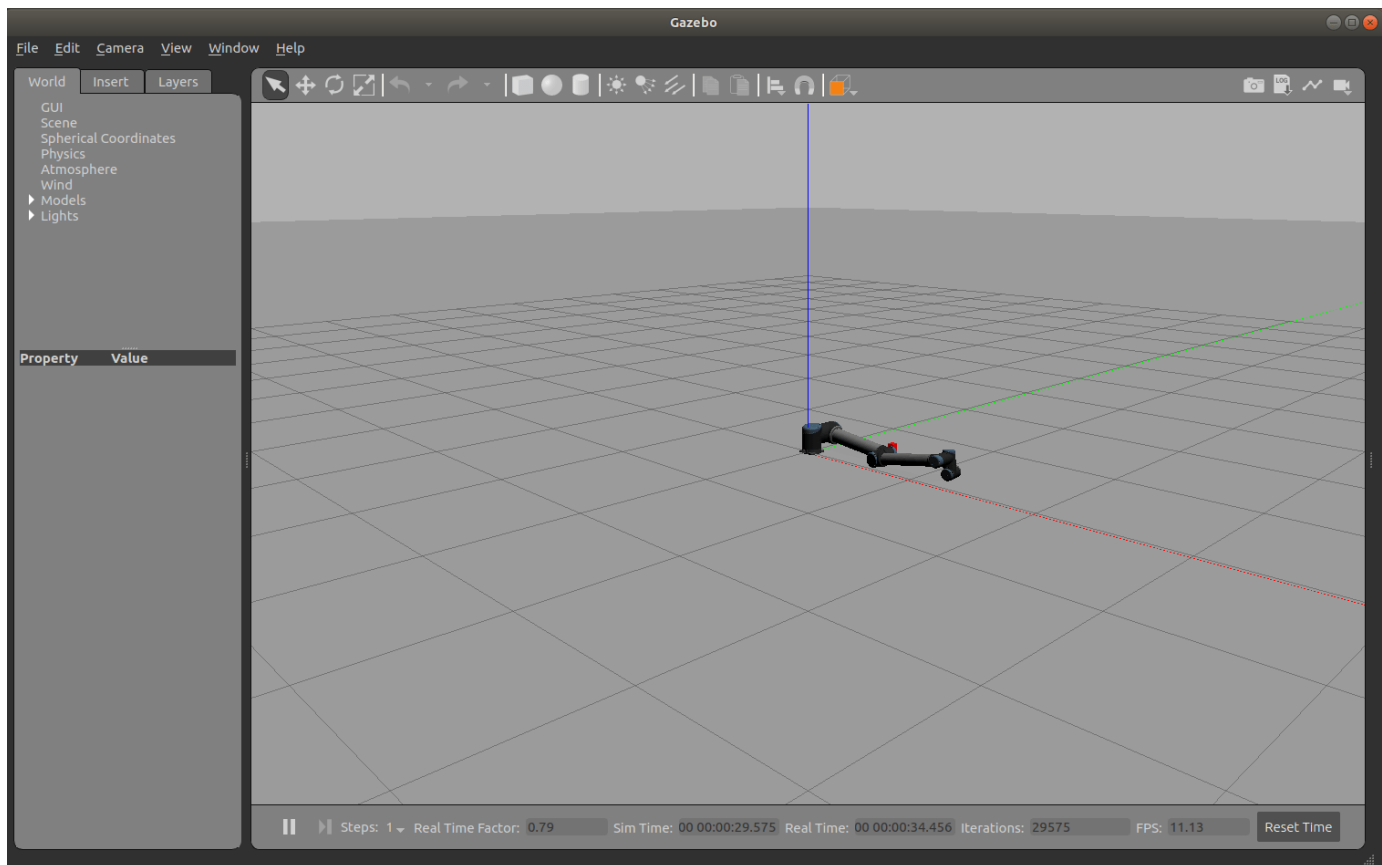 Gazebo
File Edit Camera View Window Help
World Insert Layers
LOG
GUI
Scene
Spherical Coordinates
Physics
Atmosphere
Wind
Models
Lights
Property Value
Steps: 1 Real Time Factor: 0.79 Sim Time: 00 00:00:29.575 Real Time: 00 00:00:34.456 Iterations: 29575 FPS: 11.13 Reset Time